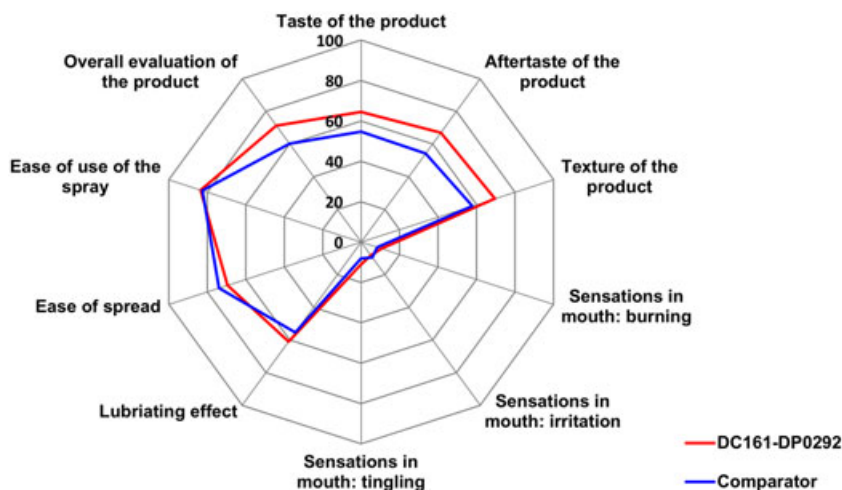 Taste of the product
100
80
60
40
20
0
Aftertaste of the
product
Texture of the
product
Sensations in
mouth: burning
Sensations in
mouth: irritation
Sensations in
mouth: tingling
Lubriating effect
Ease of spread
Ease of use of the
spray
Overall evaluation of
the product
DC161-DP0292
Comparator